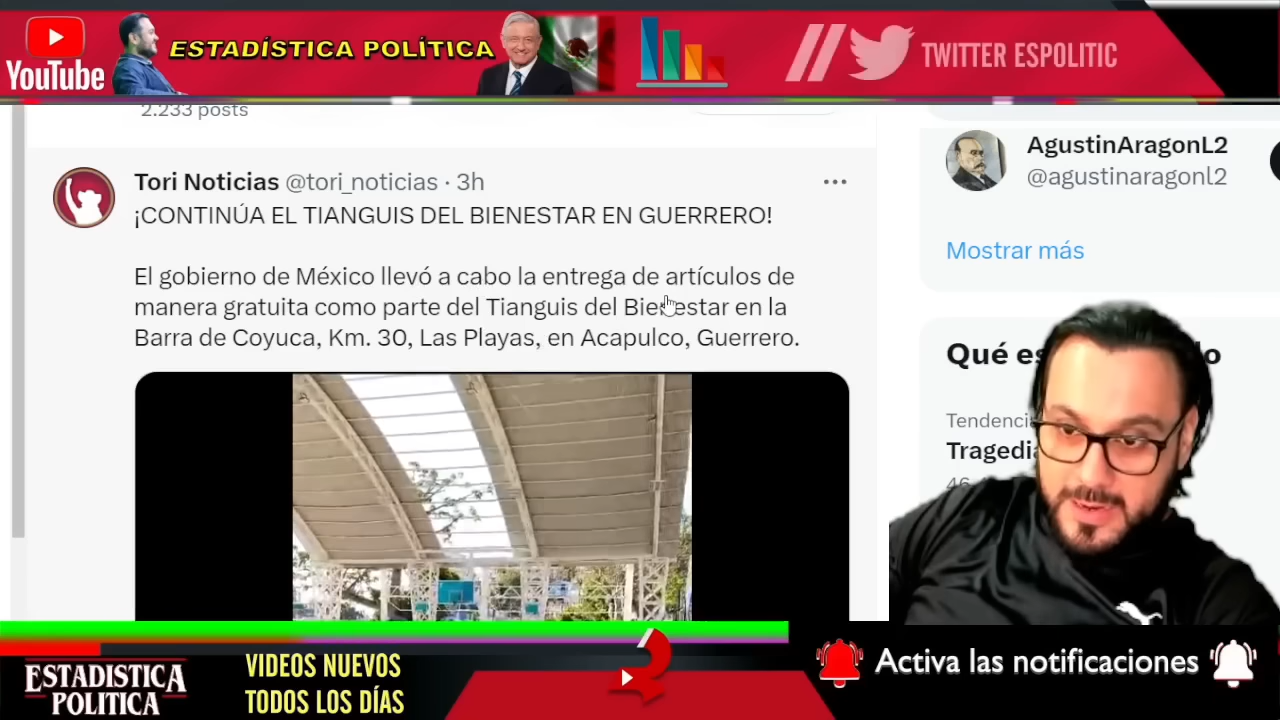 YouTube
ESTADÍSTICA POLÍTICA
TWITTER ESPOLITIC
2.233 posts
Tori Noticias @tori_noticias · 3h
¡CONTINÚA EL TIANGUIS DEL BIENESTAR EN GUERRERO!
El gobierno de México llevó a cabo la entrega de artículos de
manera gratuita como parte del Tianguis del Bienestar en la
Barra de Coyuca, Km. 30, Las Playas, en Acapulco, Guerrero.
AgustinAragonL2
@agustinaragonl2
Mostrar más
Qué
Tendenci
Tragedi
ESTADISTICA
POLITICA
VIDEOS NUEVOS
TODOS LOS DÍAS
Activa las notificaciones